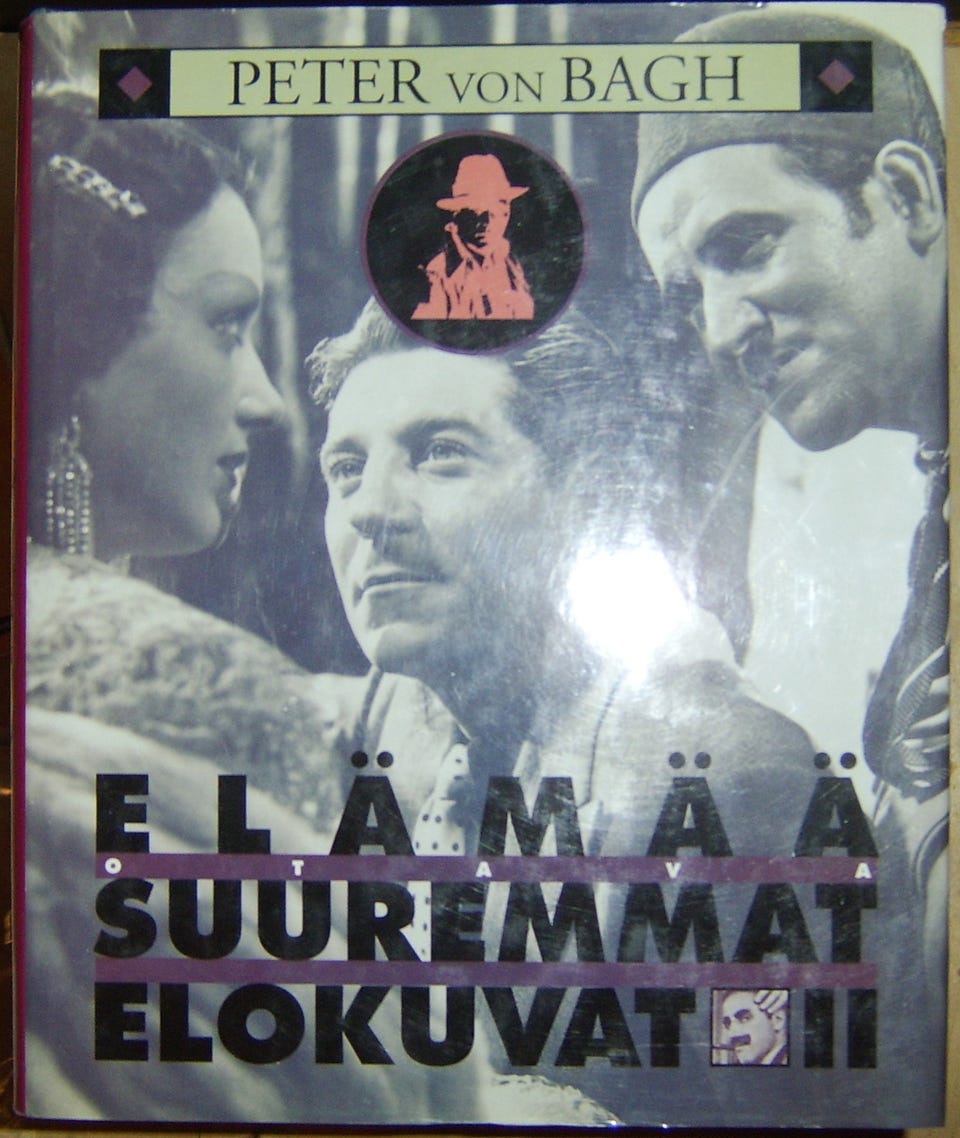 PETER VON BAGH
ELÄMÄÄ
OTAVA
SUUREMMAT
ELOKUVAT II